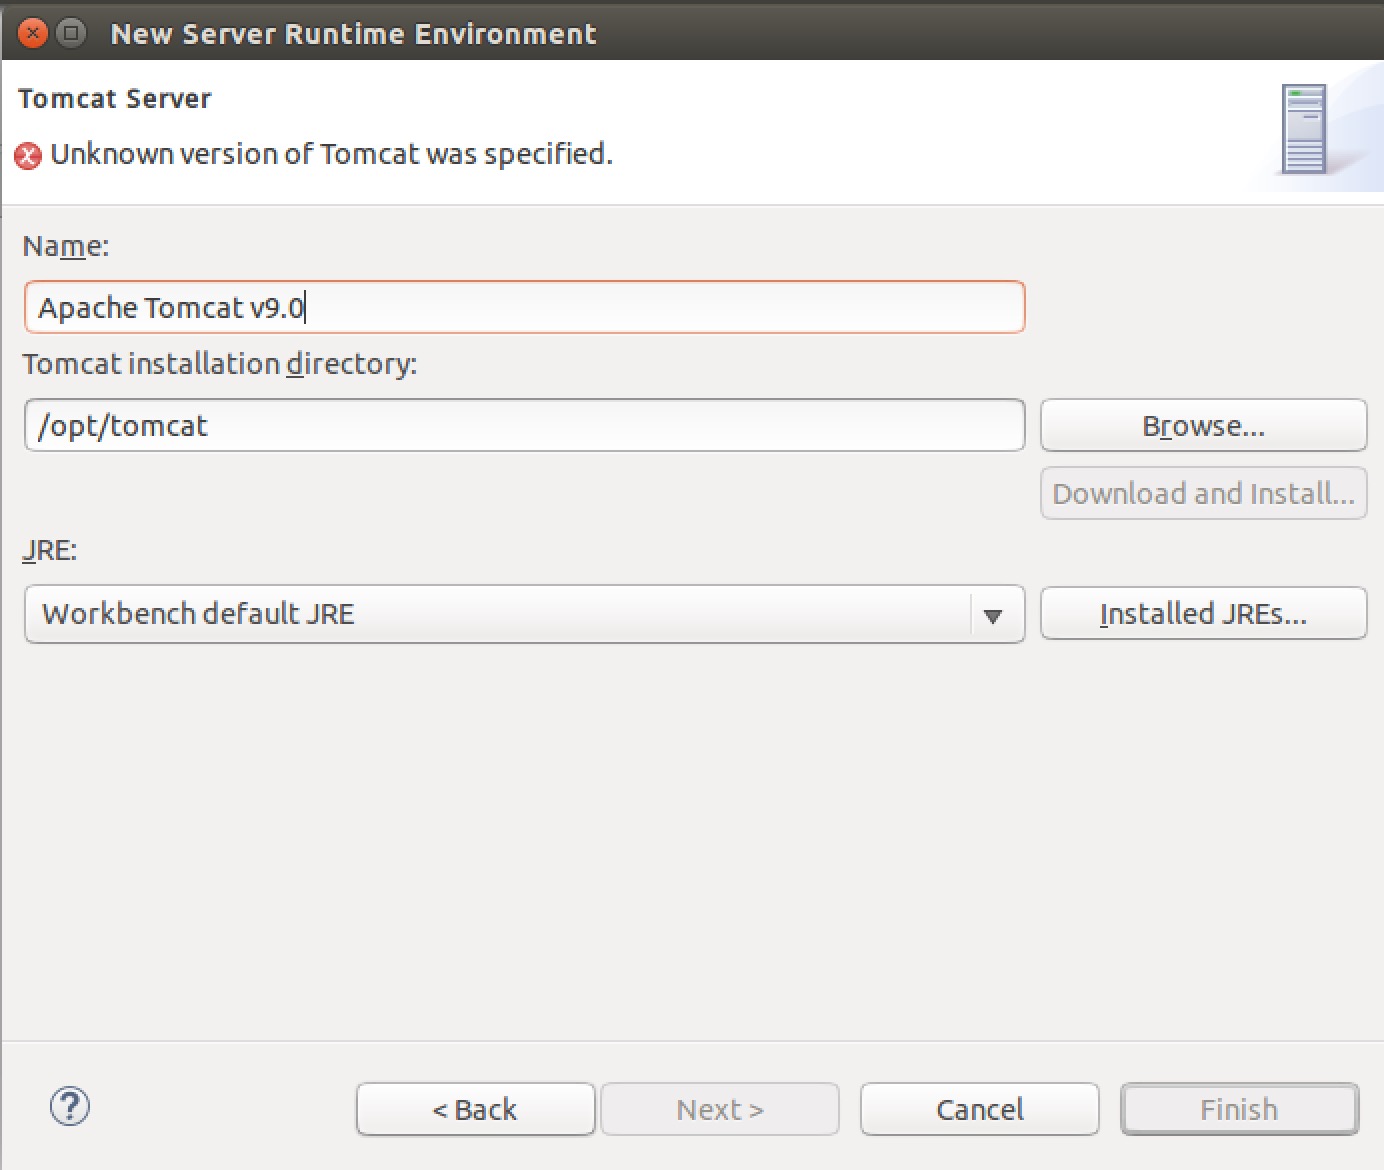 New Server Runtime Environment
Tomcat Server
Unknown version of Tomcat was specified.
Name:
Apache Tomcat v9.0
Tomcat installation directory:
/opt/tomcat
Browse...
Download and Install...
JRE:
Workbench default JRE
Installed JREs...
?
< Back
Next >
Cancel
Finish